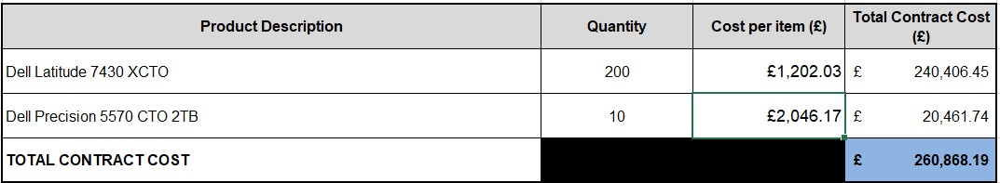 Product Description Quantity Cost per item (£) Total Contract Cost (£)
Dell Latitude 7430 XCTO 200 £1,202.03 £ 240,406.45
Dell Precision 5570 CTO 2TB 10 £2,046.17 £ 20,461.74
TOTAL CONTRACT COST £ 260,868.19